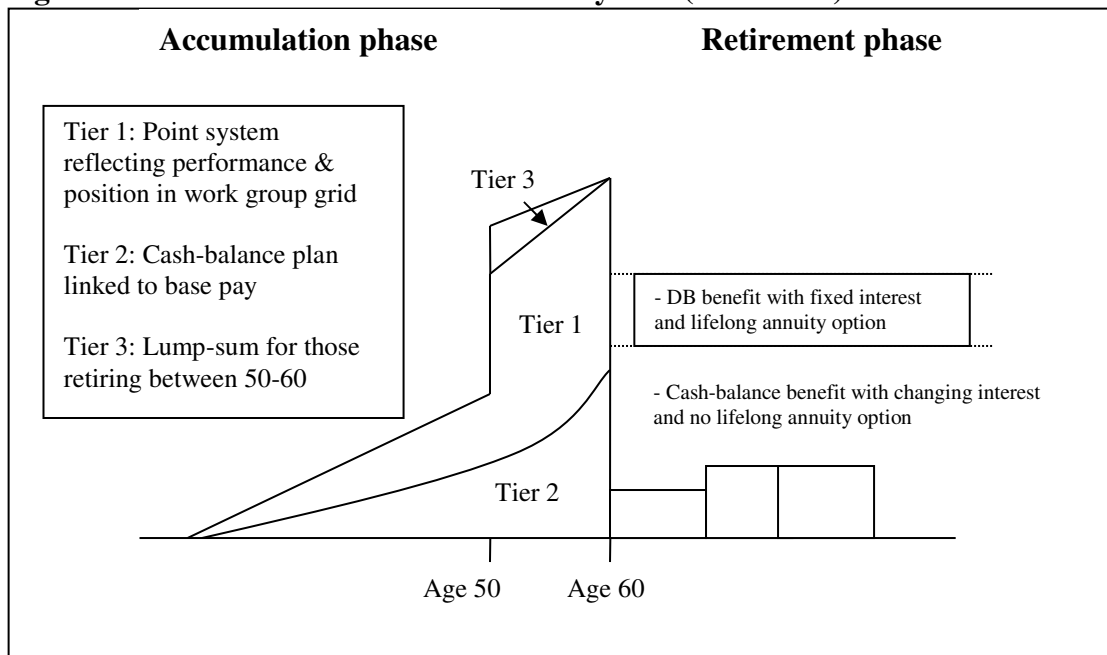 Accumulation phase
Retirement phase
Tier 1: Point system
reflecting performance &
position in work group grid
Tier 2: Cash-balance plan
linked to base pay
Tier 3: Lump-sum for those
retiring between 50-60
Tier 3
Tier 1
Tier 2
- DB benefit with fixed interest
and lifelong annuity option
- Cash-balance benefit with changing interest
and no lifelong annuity option
Age 50
Age 60